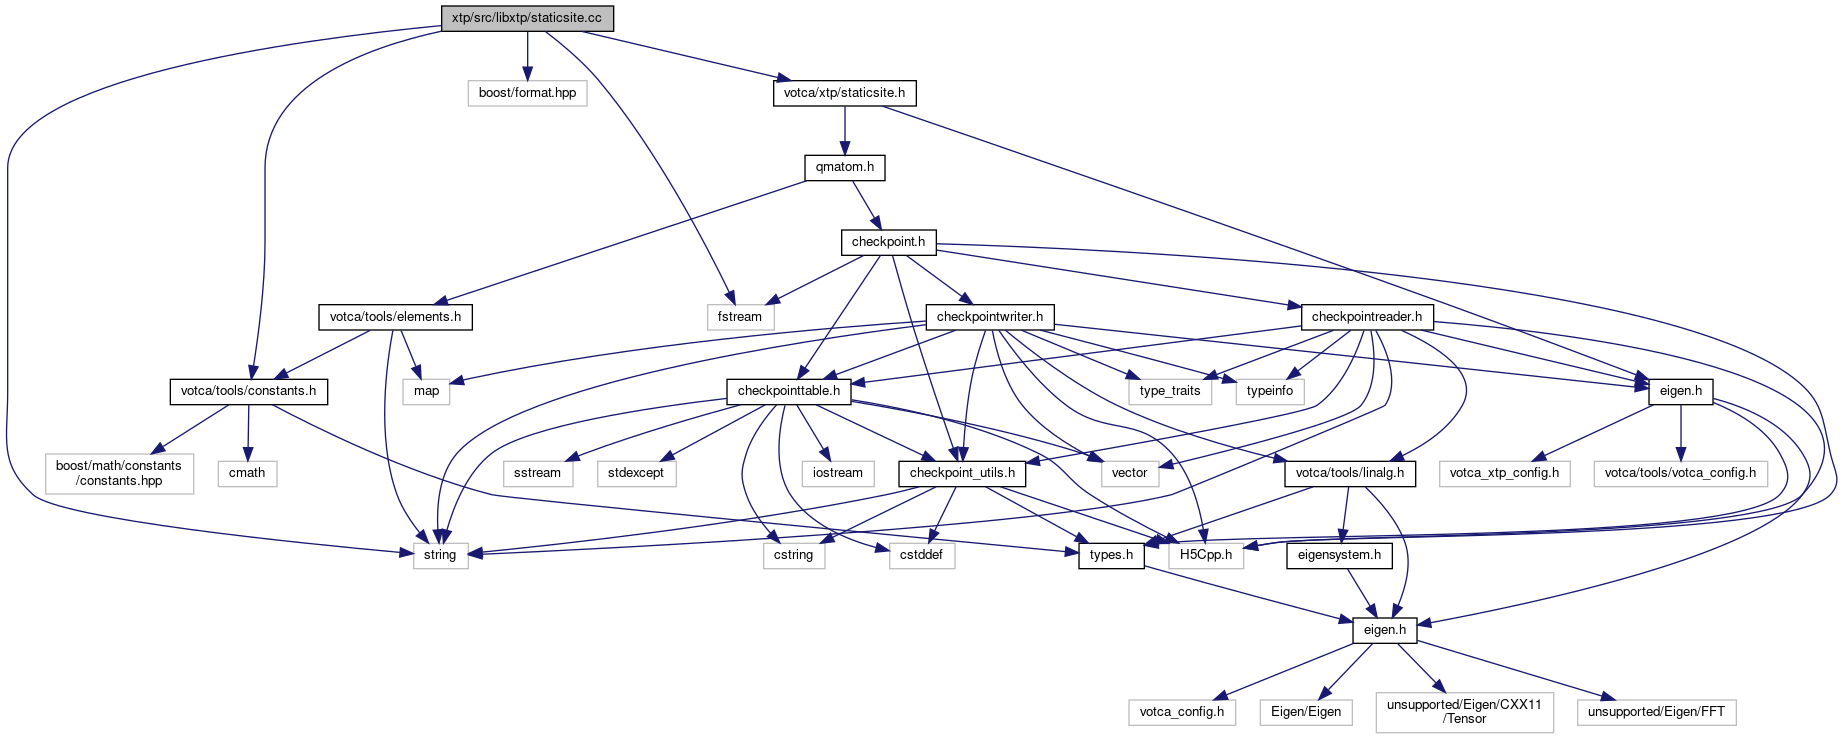 xtp/src/libxtp/staticsite.cc
boost/format.hpp
votca/xtp/staticsite.h
qmatom.h
checkpoint.h
votca/tools/elements.h
fstream
checkpointwriter.h
checkpointreader.h
votca/tools/constants.h
map
checkpointtable.h
type_traits
typeinfo
eigen.h
boost/math/constants
/constants.hpp
cmath
sstream
stdexcept
iostream
checkpoint_utils.h
vector
votca/tools/linalg.h
votca_xtp_config.h
votca/tools/votca_config.h
string
cstring
cstddef
types.h
H5Cpp.h
eigensystem.h
eigen.h
votca_config.h
Eigen/Eigen
unsupported/Eigen/CXX11
/Tensor
unsupported/Eigen/FFT